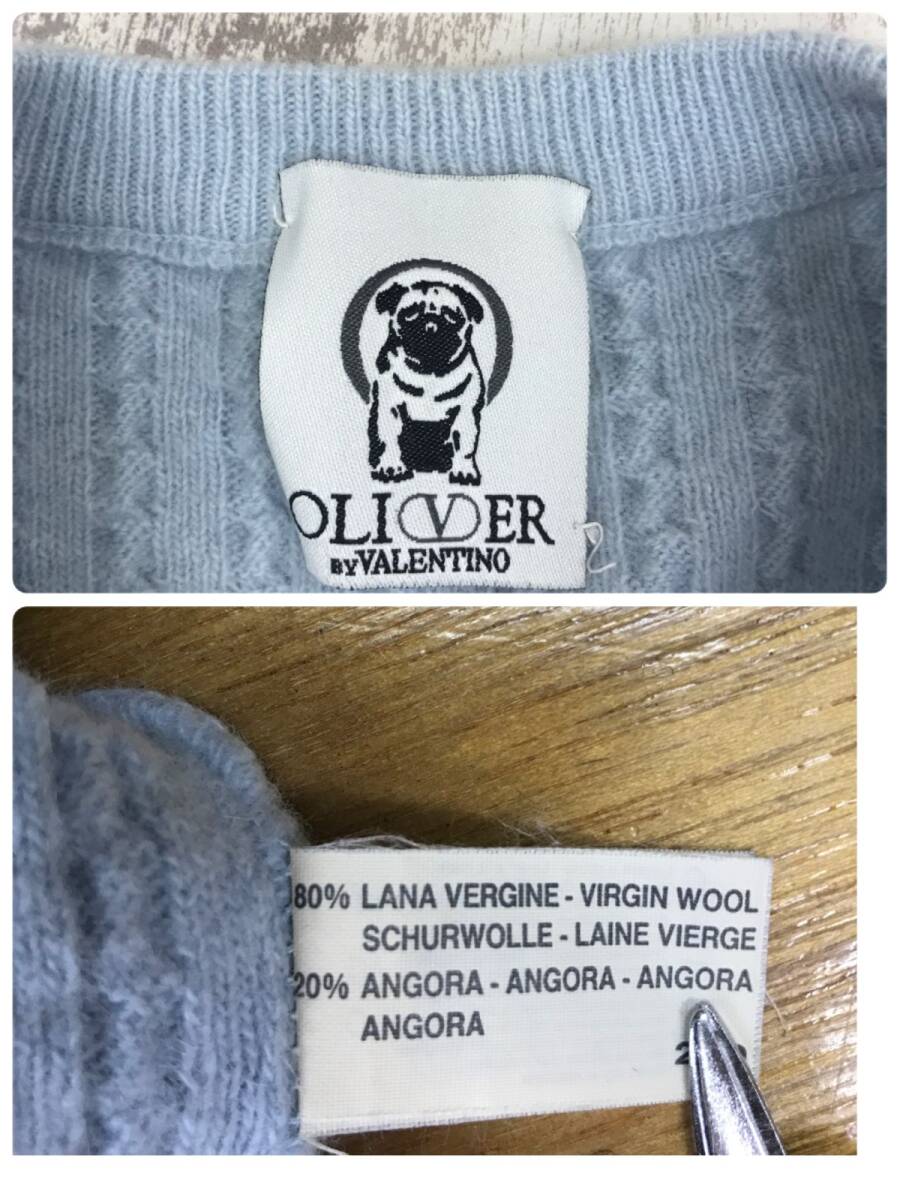 OLIVER
BY VALENTINO
80% LANA VERGINE - VIRGIN WOOL
SCHURWOLLE - LAINE VIERGE
20% ANGORA - ANGORA - ANGORA
ANGORA